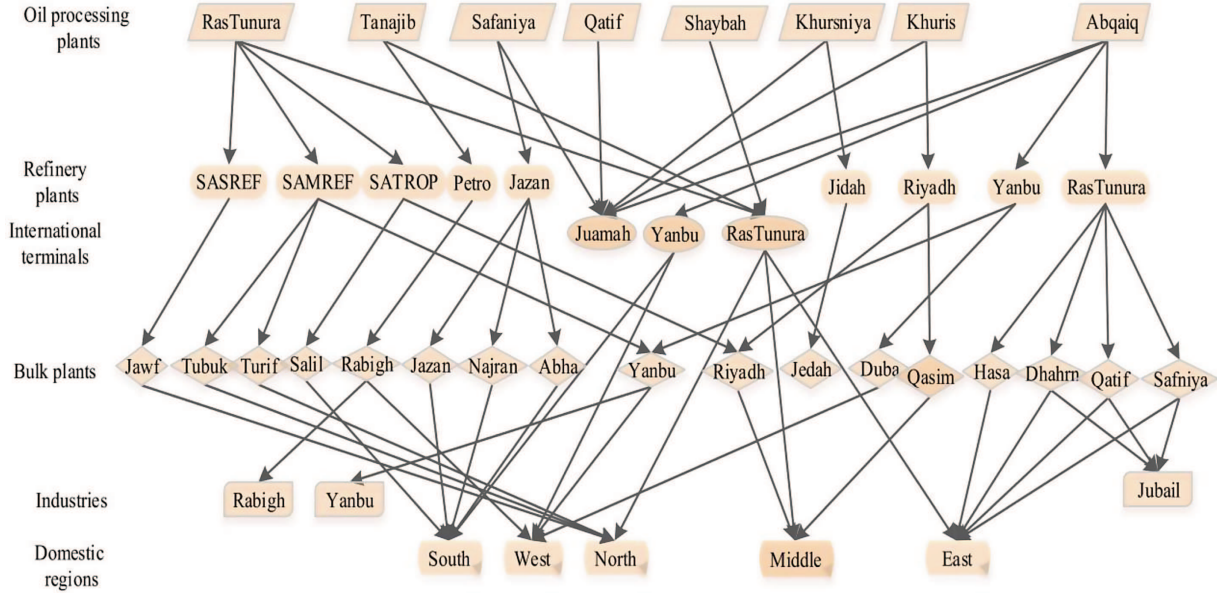 Oil processing
plants
RasTunura
Tanajib
Safaniya
Qatif
Shaybah
Khursniya
Khuris
Abqaiq
Refinery
plants
SASREF
SAMREF
SATROP
Petro
Jazan
Jidah
Riyadh
Yanbu
RasTunura
International
terminals
Juamah
Yanbu
RasTunura
Bulk plants
Jawf
Tubuk
Turif
Salil
Rabigh
Jazan
Najran
Abha
Yanbu
Riyadh
Jedah
Duba
Qasim
Hasa
Dhahrn
Qatif
Safniya
Industries
Rabigh
Yanbu
Jubail
Domestic
regions
South
West
North
Middle
East